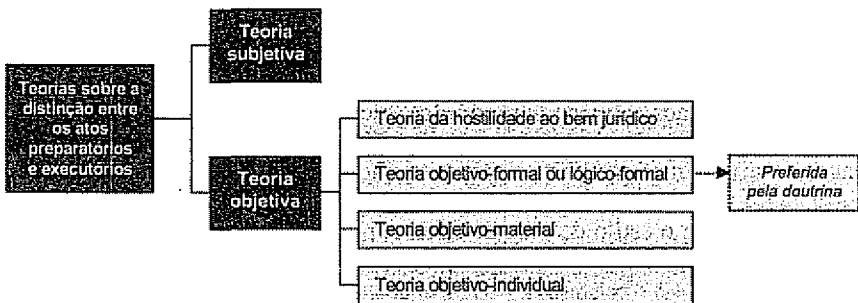 Teoria
subjetiva
Teorias sobre a
distinção entre
os atos
preparatórios
e executórios
Teoria
objetiva
Teoria da hostilidade ao bem jurídico
Teoria objetivo-formal ou lógico-formal
Preferida
pela doutrina
Teoria objetivo-material
Teoria objetivo-individual